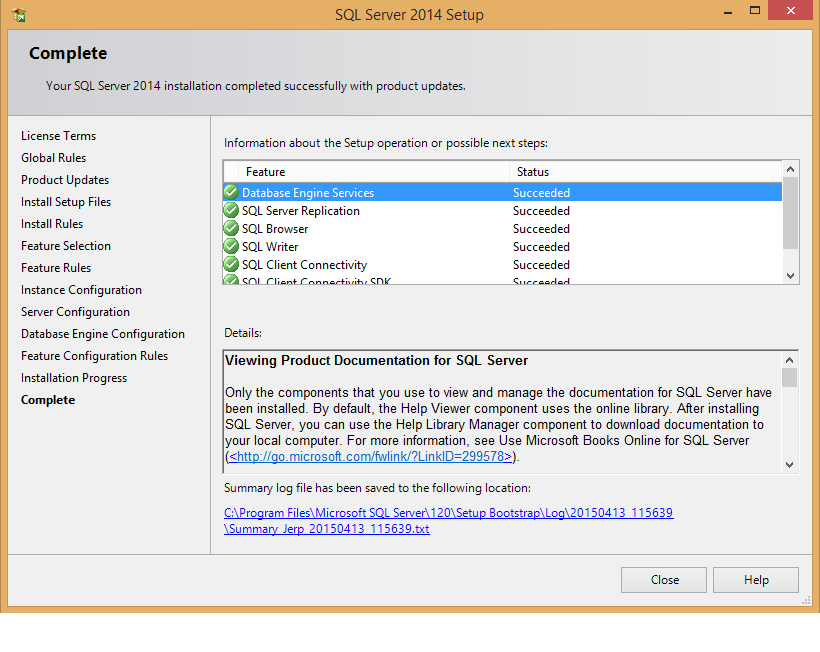 SQL Server 2014 Setup
Complete
Your SQL Server 2014 installation completed successfully with product updates.
License Terms
Global Rules
Product Updates
Install Setup Files
Install Rules
Feature Selection
Feature Rules
Instance Configuration
Server Configuration
Database Engine Configuration
Feature Configuration Rules
Installation Progress
Complete
Information about the Setup operation or possible next steps:
Feature Status
Database Engine Services Succeeded
SQL Server Replication Succeeded
SQL Browser Succeeded
SQL Writer Succeeded
SQL Client Connectivity Succeeded
SQL Client Connectivity SDK Succeeded
Details:
Viewing Product Documentation for SQL Server
Only the components that you use to view and manage the documentation for SQL Server have
been installed. By default, the Help Viewer component uses the online library. After installing
SQL Server, you can use the Help Library Manager component to download documentation to
your local computer. For more information, see Use Microsoft Books Online for SQL Server
(<http://go.microsoft.com/fwlink/?LinkID=299578>).
Summary log file has been saved to the following location:
C:\Program Files\Microsoft SQL Server\120\Setup Bootstrap\Log\20150413_115639
\Summary_Jerp_20150413_115639.txt
Close Help